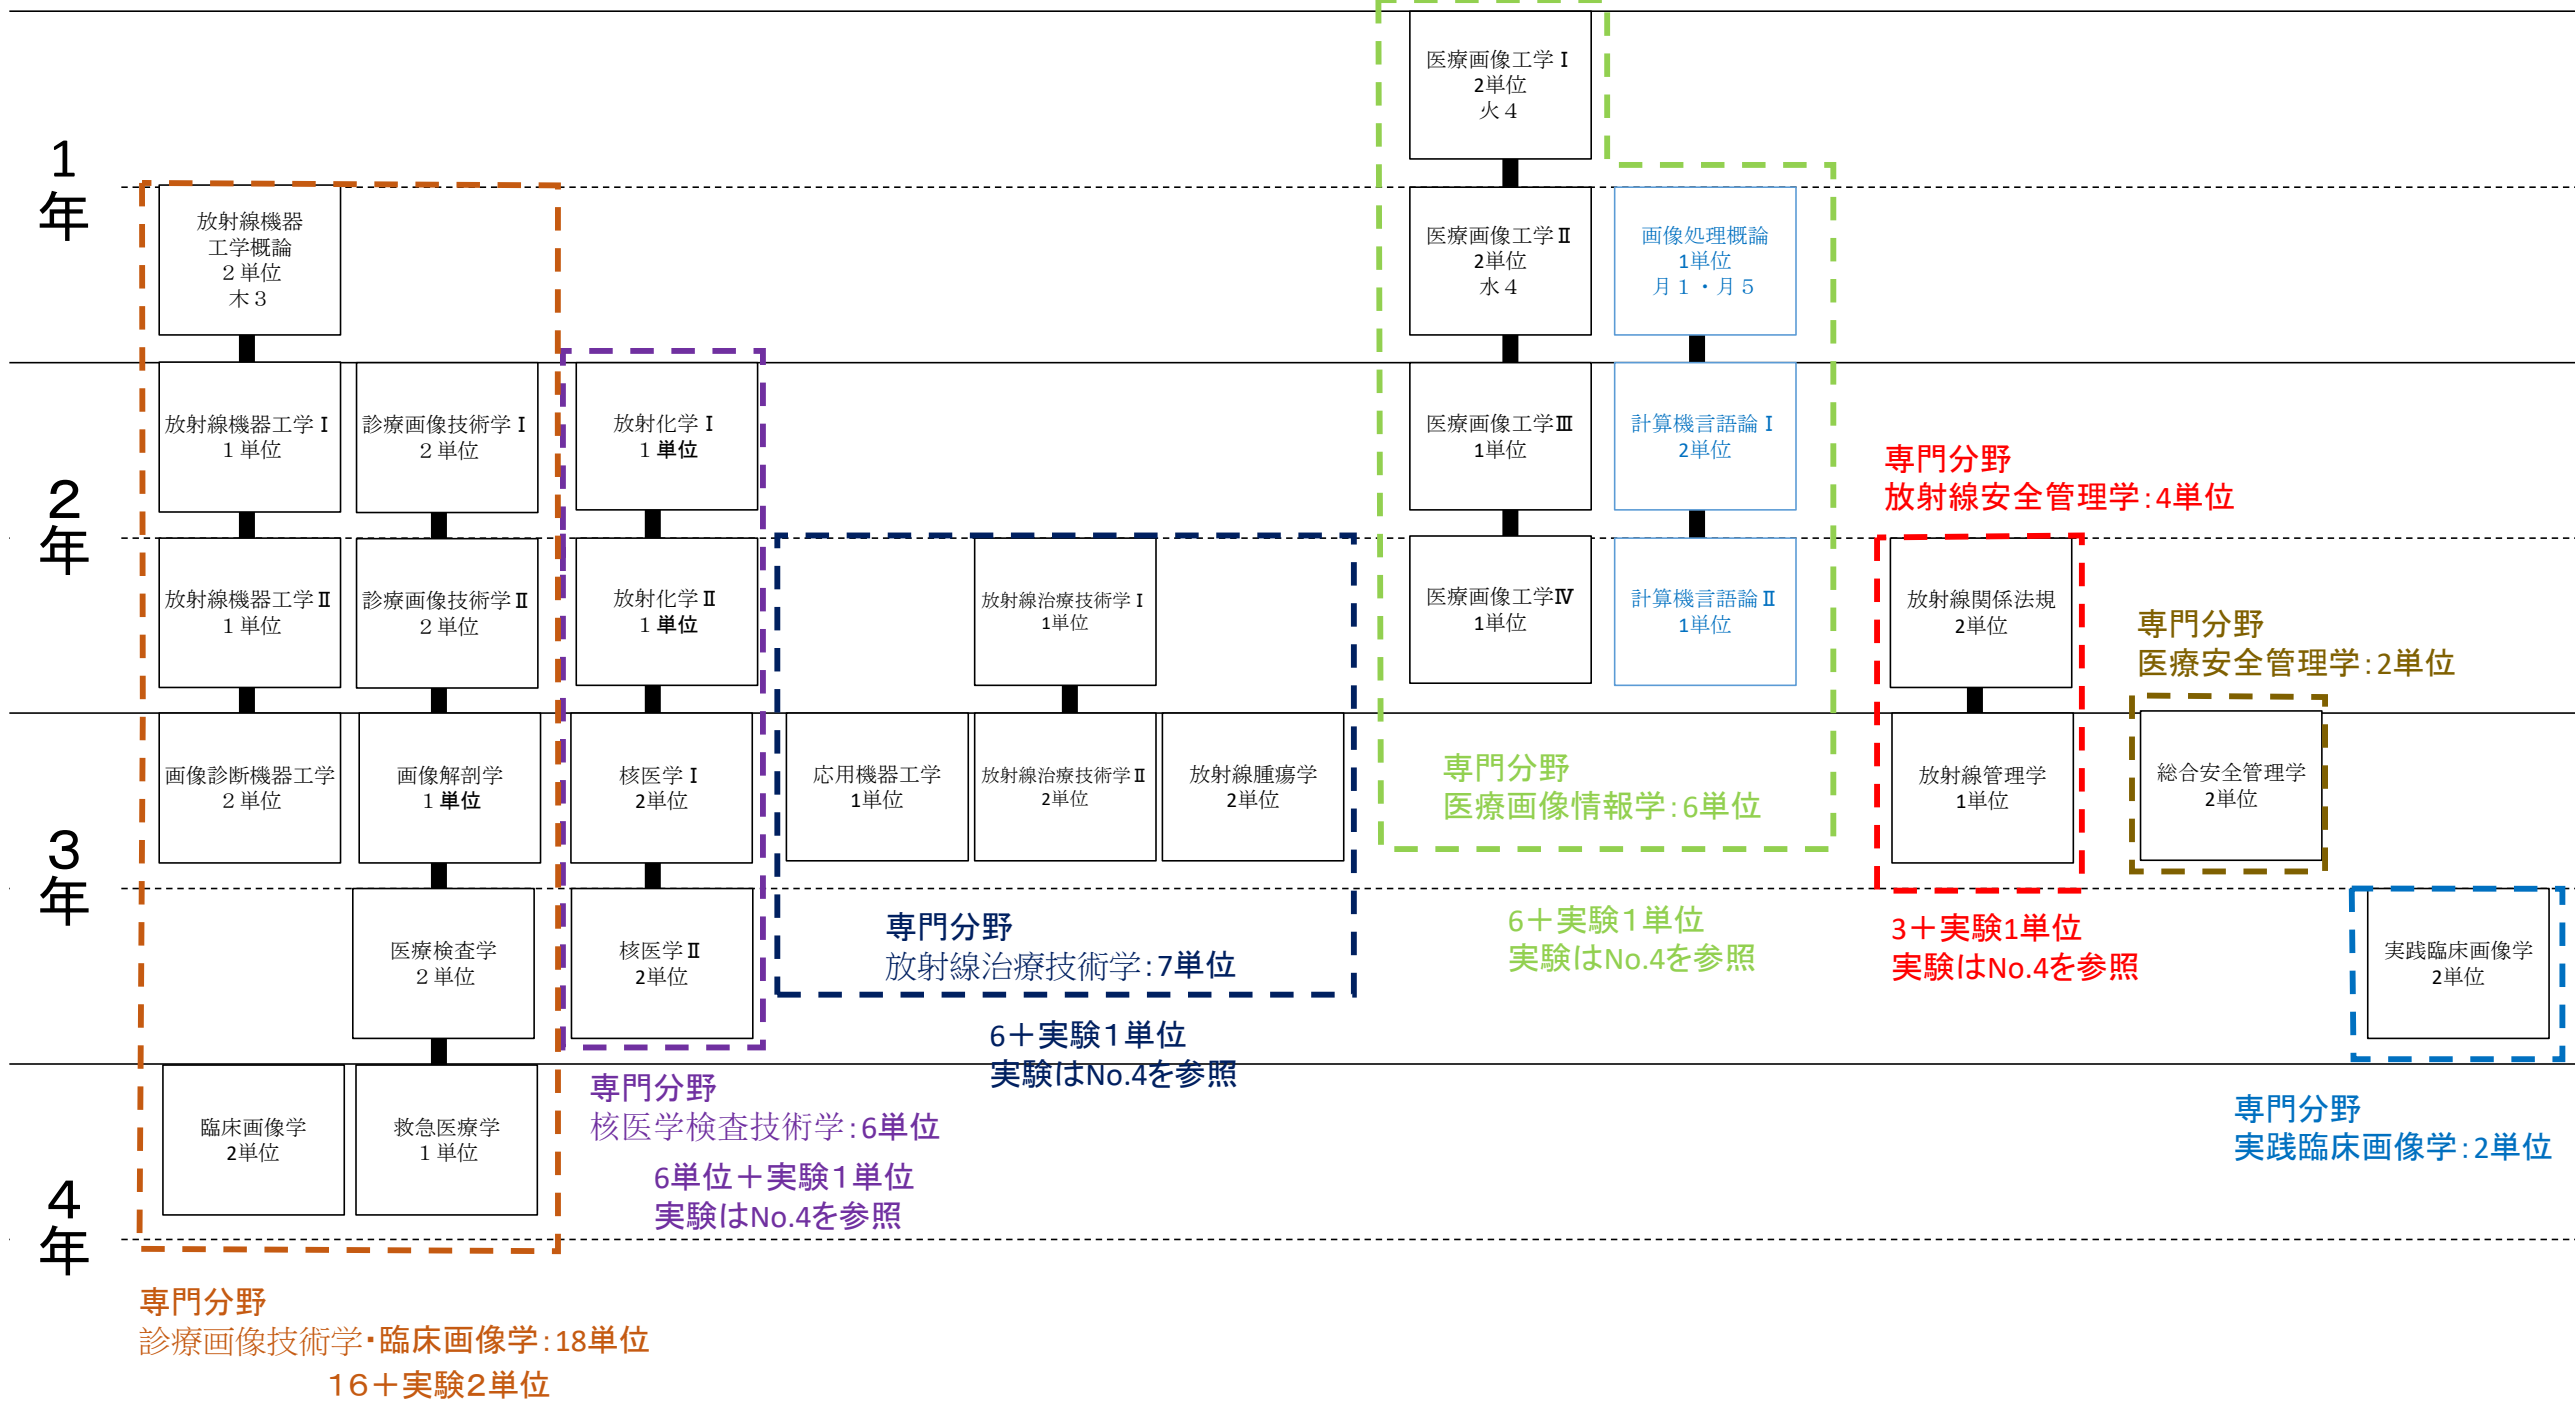 1
年
医療画像工学Ⅰ
2単位
火４
放射線機器
工学概論
２単位
木３
医療画像工学Ⅱ
2単位
水４
画像処理概論
1単位
月１・月５
2
年
放射線機器工学Ⅰ
１単位
診療画像技術学Ⅰ
２単位
放射化学Ⅰ
１単位
医療画像工学Ⅲ
1単位
計算機言語論Ⅰ
2単位
専門分野
放射線安全管理学：4単位
放射線機器工学Ⅱ
１単位
診療画像技術学Ⅱ
２単位
放射化学Ⅱ
１単位
放射線治療技術学Ⅰ
1単位
医療画像工学Ⅳ
1単位
計算機言語論Ⅱ
1単位
放射線関係法規
2単位
専門分野
医療安全管理学：2単位
3
年
画像診断機器工学
２単位
画像解剖学
１単位
核医学Ⅰ
2単位
応用機器工学
1単位
放射線治療技術学Ⅱ
2単位
放射線腫瘍学
2単位
専門分野
医療画像情報学：6単位
放射線管理学
1単位
総合安全管理学
2単位
医療検査学
２単位
核医学Ⅱ
2単位
専門分野
放射線治療技術学：7単位
6＋実験１単位
実験はNo.4を参照
6＋実験１単位
実験はNo.4を参照
3＋実験1単位
実験はNo.4を参照
実践臨床画像学
2単位
4
年
臨床画像学
2単位
救急医療学
１単位
専門分野
核医学検査技術学：6単位
6単位＋実験１単位
実験はNo.4を参照
専門分野
実践臨床画像学：2単位
専門分野
診療画像技術学・臨床画像学：18単位
１６＋実験２単位